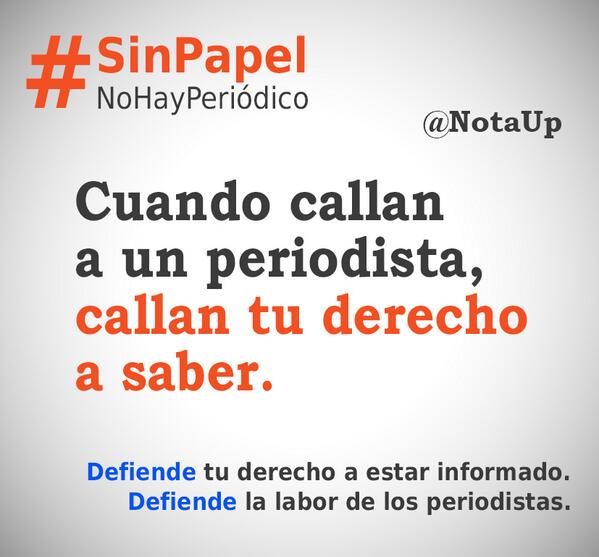 #SinPapel
NoHayPeriódico
@NotaUp
Cuando callan
a un periodista,
callan tu derecho
a saber.
Defiende tu derecho a estar informado.
Defiende la labor de los periodistas.